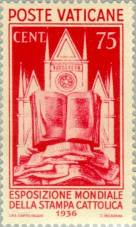 POSTE VATICANE
CENT. 75
ESPOSIZIONE MONDIALE
DELLA STAMPA CATTOLICA
1936